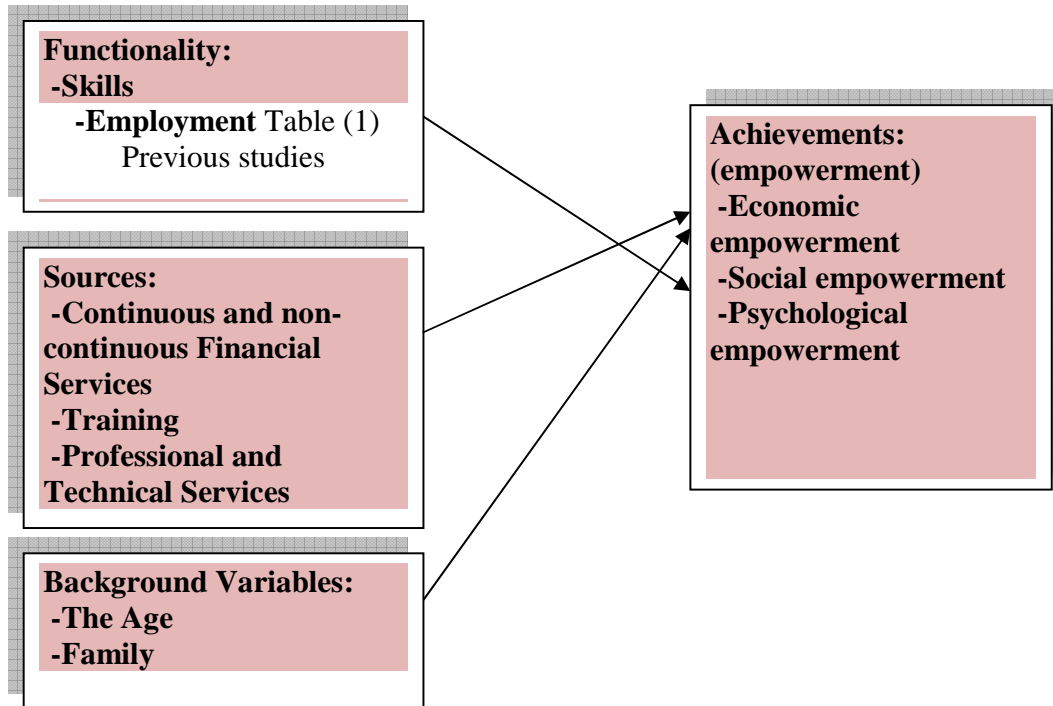 Functionality:
-Skills
-Employment Table (1)
Previous studies
Sources:
-Continuous and non-
continuous Financial
Services
-Training
-Professional and
Technical Services
Background Variables:
-The Age
-Family
Achievements:
(empowerment)
-Economic
empowerment
-Social empowerment
-Psychological
empowerment